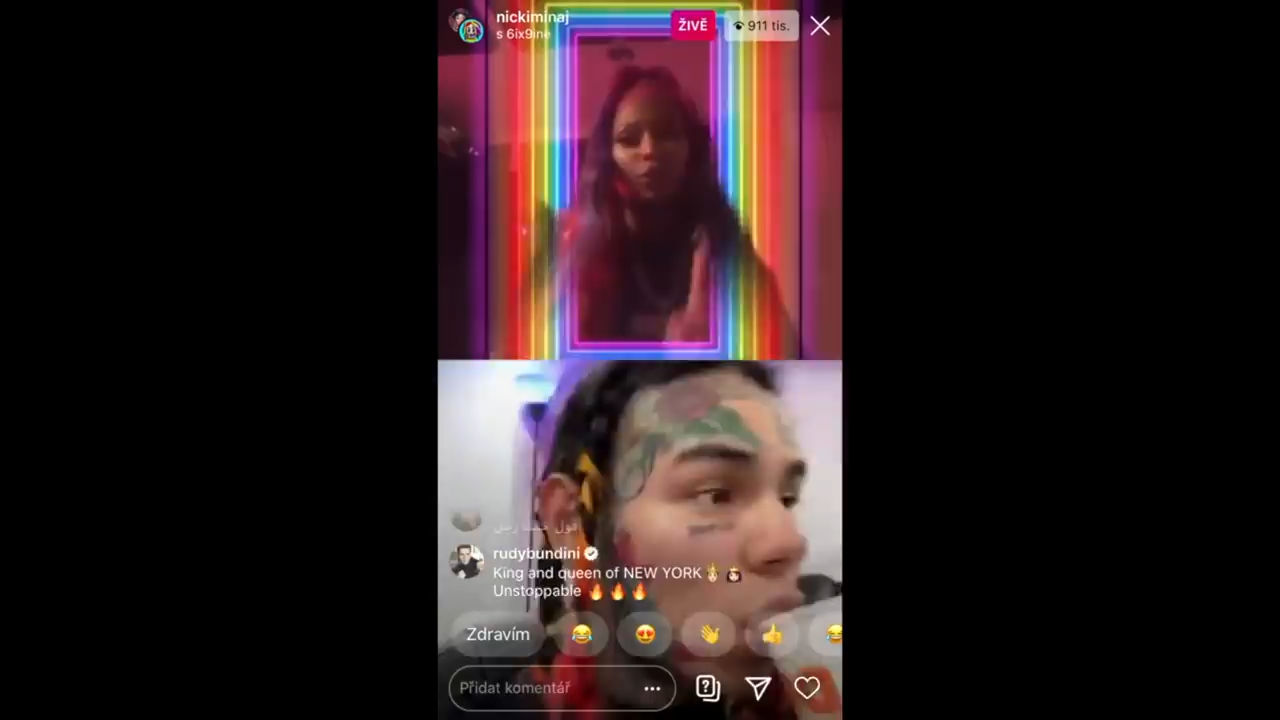 nickiminaj
s 6ix9ine
ŽIVĚ
911 tis.
rudybundini
King and queen of NEW YORK 🤴🏻 👸🏻
Unstoppable 🔥 🔥 🔥
Zdravím 😂 😍 👋 👍 😂
Přidat komentář